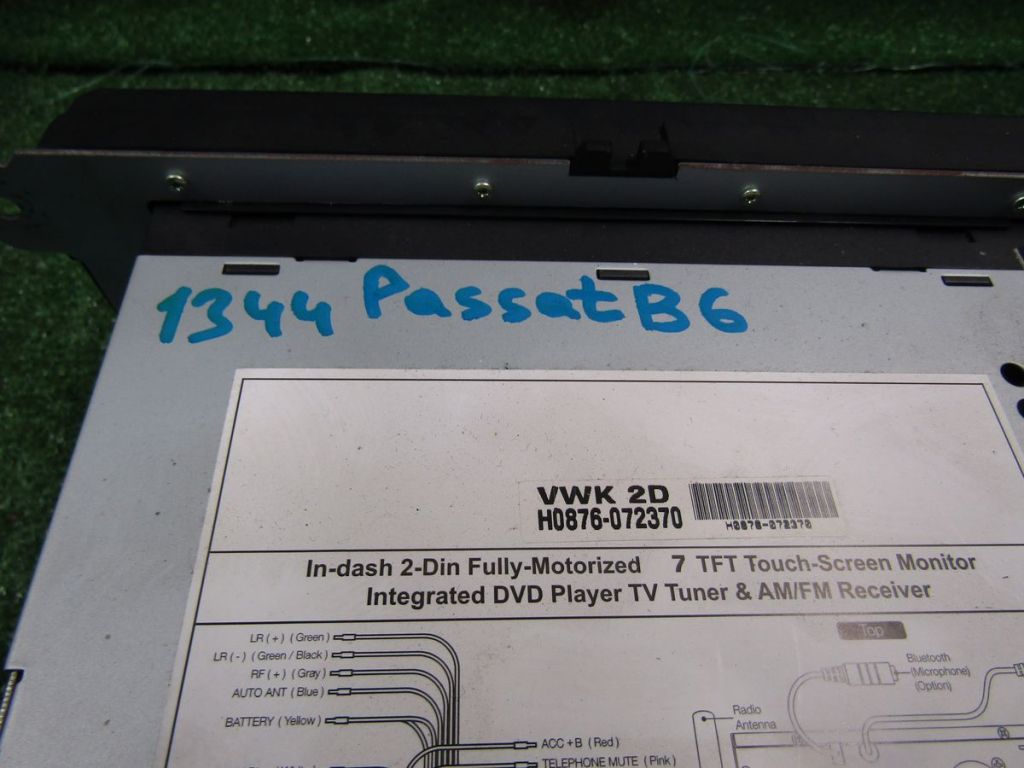 1344 Passat B6
VWK 2D
H0876-072370
H0876-072370
In-dash 2-Din Fully-Motorized 7 TFT Touch-Screen Monitor
Integrated DVD Player TV Tuner & AM/FM Receiver
Top
LR ( + ) ( Green )
LR ( - ) ( Green / Black )
RF ( + ) ( Gray )
AUTO ANT ( Blue )
BATTERY ( Yellow )
Bluetooth
(Microphone)
(Option)
Radio
Antenna
ACC + B ( Red )
TELEPHONE MUTE ( Pink )